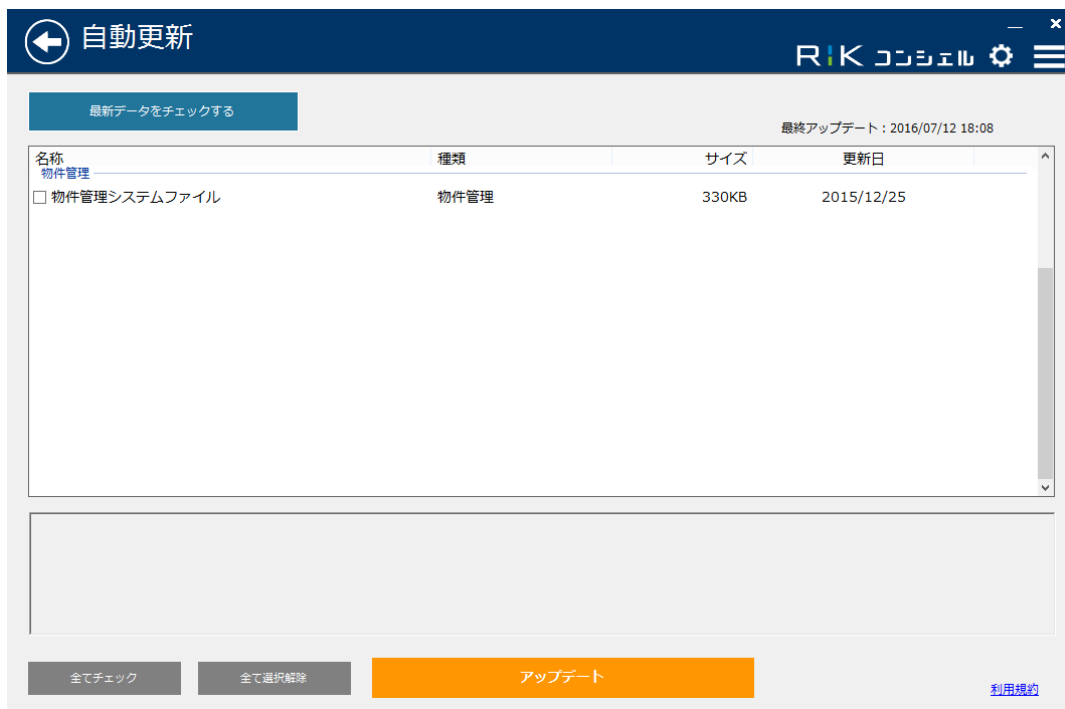 自動更新
RIK コンシェル
最新データをチェックする
最終アップデート：2016/07/12 18:08
名称 種類 サイズ 更新日
物件管理
物件管理システムファイル 物件管理 330KB 2015/12/25
全てチェック 全て選択解除 アップデート
利用規約